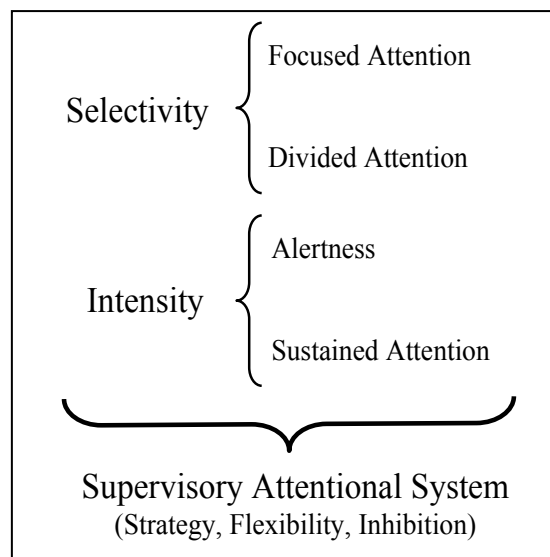 Focused Attention
Selectivity
Divided Attention
Alertness
Intensity
Sustained Attention
Supervisory Attentional System
(Strategy, Flexibility, Inhibition)